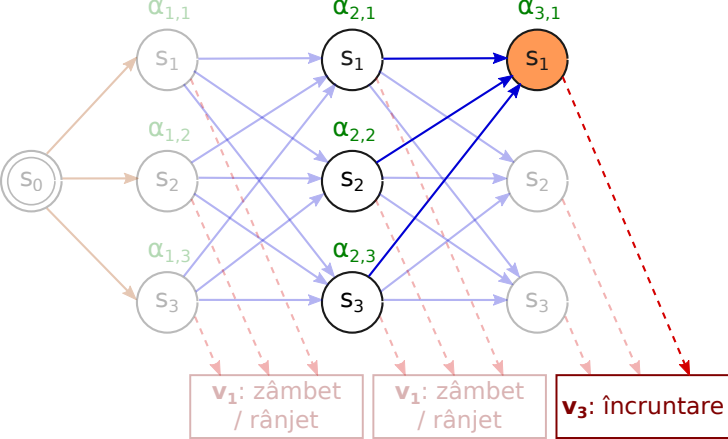 α1,1 α2,1 α3,1
s1 s1 s1
α1,2 α2,2
s0 s2 s2 s2
α1,3 α2,3
s3 s3 s3
v1: zâmbet v1: zâmbet v3: încruntare
/ rânjet / rânjet